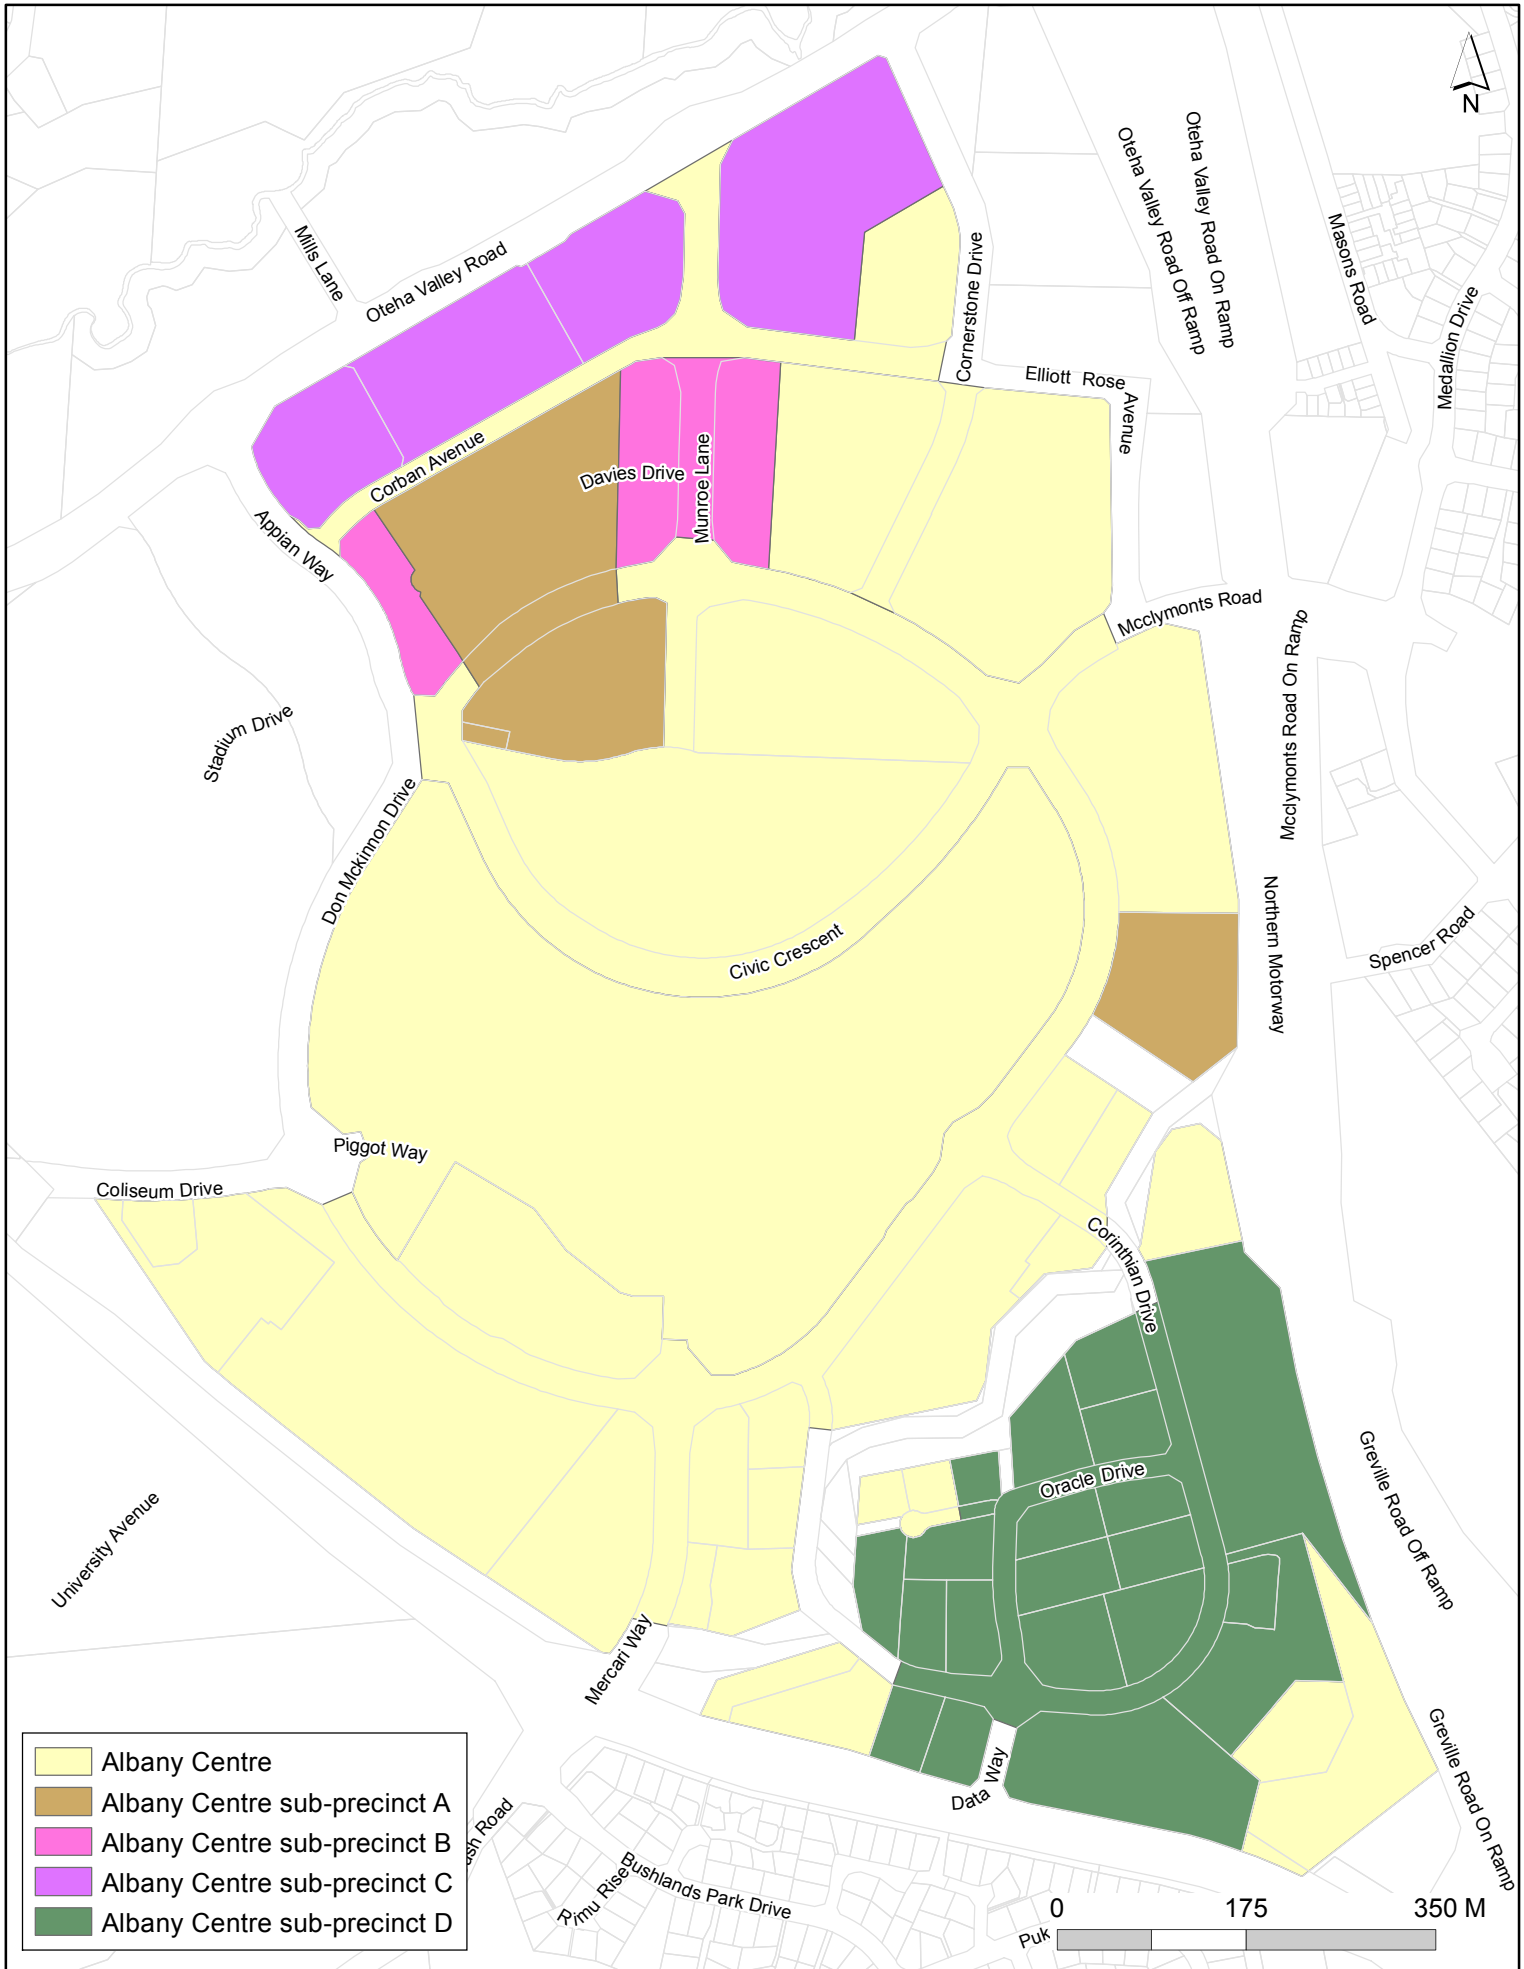 N
Oteha Valley Road Off Ramp
Oteha Valley Road On Ramp
Masons Road
Medallion Drive
Mills Lane
Oteha Valley Road
Cornerstone Drive
Elliott Rose
Avenue
Corban Avenue
Davies Drive
Munroe Lane
Appian Way
Mcclymonts Road
Mcclymonts Road On Ramp
Stadium Drive
Don Mckinnon Drive
Civic Crescent
Northern Motorway
Spencer Road
Piggot Way
Coliseum Drive
Corinthian Drive
Oracle Drive
Greville Road Off Ramp
University Avenue
Mercari Way
Data Way
Greville Road On Ramp
Albany Centre
Albany Centre sub-precinct A
Albany Centre sub-precinct B
Albany Centre sub-precinct C
Albany Centre sub-precinct D
Road
Rimu Rise
Bushlands Park Drive
Puk
0 175 350 M